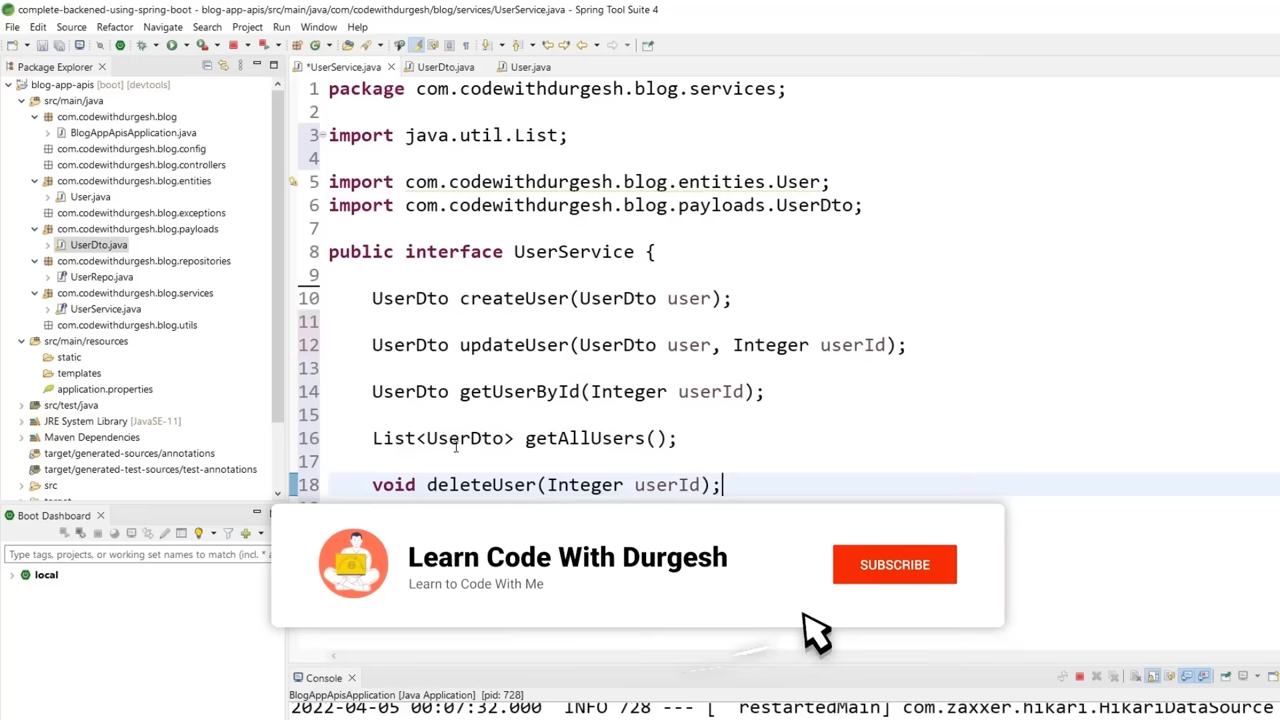 complete-backened-using-spring-boot - blog-app-apis/src/main/java/com/codewithdurgesh/blog/services/UserService.java - Spring Tool Suite 4
File Edit Source Refactor Navigate Search Project Run Window Help
Package Explorer
*UserService.java UserDto.java User.java
blog-app-apis [boot] [devtools]
src/main/java
com.codewithdurgesh.blog
BlogAppApisApplication.java
com.codewithdurgesh.blog.config
com.codewithdurgesh.blog.controllers
com.codewithdurgesh.blog.entities
User.java
com.codewithdurgesh.blog.exceptions
com.codewithdurgesh.blog.payloads
UserDto.java
com.codewithdurgesh.blog.repositories
UserRepo.java
com.codewithdurgesh.blog.services
UserService.java
com.codewithdurgesh.blog.utils
src/main/resources
static
templates
application.properties
src/test/java
JRE System Library [JavaSE-11]
Maven Dependencies
target/generated-sources/annotations
target/generated-test-sources/test-annotations
src
target
1 package com.codewithdurgesh.blog.services;
2
3 import java.util.List;
4
5 import com.codewithdurgesh.blog.entities.User;
6 import com.codewithdurgesh.blog.payloads.UserDto;
7
8 public interface UserService {
9
10 UserDto createUser(UserDto user);
11
12 UserDto updateUser(UserDto user, Integer userId);
13
14 UserDto getUserById(Integer userId);
15
16 List<UserDto> getAllUsers();
17
18 void deleteUser(Integer userId);
Boot Dashboard
Type tags, projects, or working set names to match (incl. *
local
Learn Code With Durgesh
Learn to Code With Me
SUBSCRIBE
Console
BlogAppApisApplication [Java Application] [pid: 728]
2022-04-05 00:07:32.000 INFO 728 --- [ restartedMain] com.zaxxer.hikari.HikariDataSource